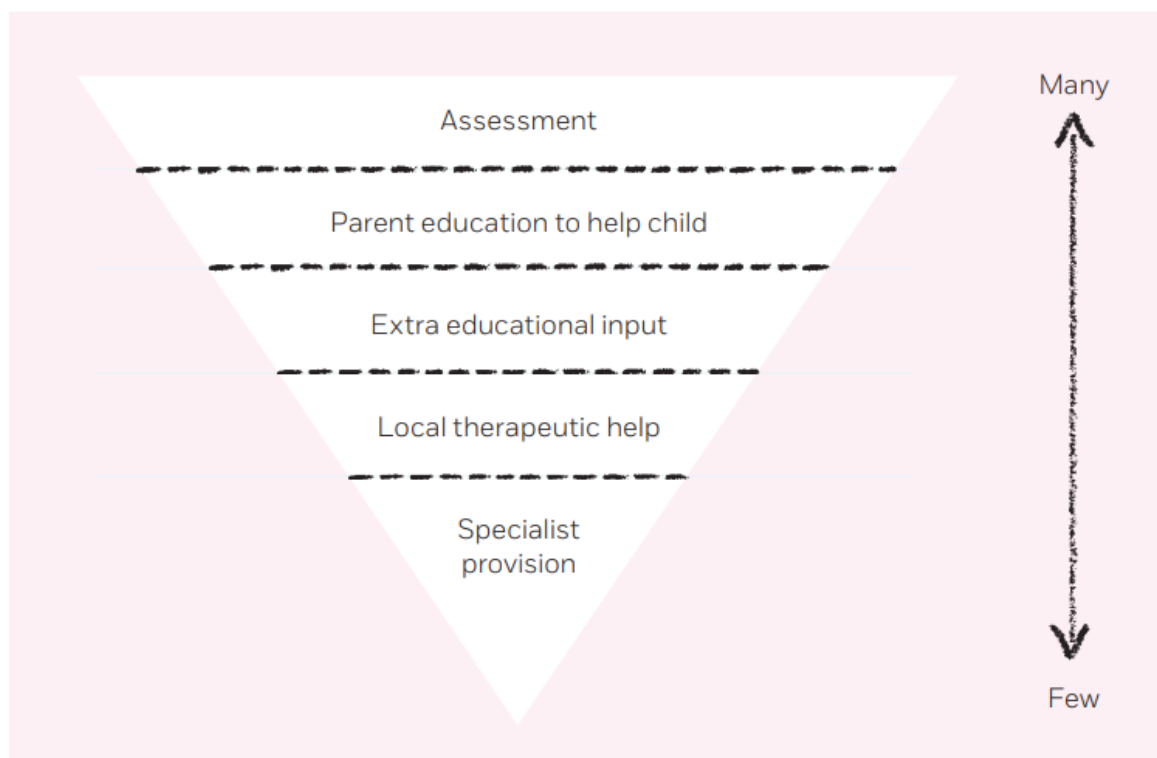 Many
Assessment
Parent education to help child
Extra educational input
Local therapeutic help
Specialist
provision
Few